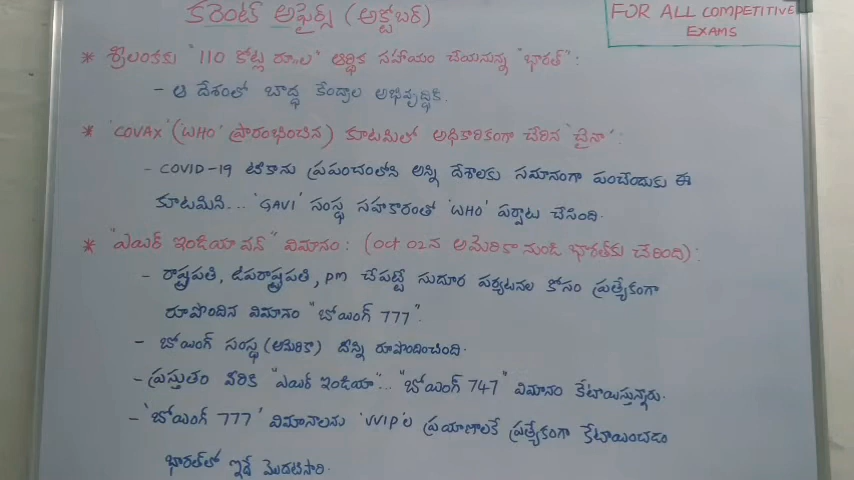 కరెంట్ అఫైర్స్ (అక్టోబర్)
FOR ALL COMPETITIVE
EXAMS
* శ్రీలంకకు "110 కోట్ల రూ॥ల" ఆర్థిక సహాయం చేయనున్న "భారత్":
- ఆ దేశంలో బౌద్ధ కేంద్రాల అభివృద్ధికి.
* 'COVAX' ('WHO' ప్రారంభించిన) కూటమిలో అధికారికంగా చేరిన 'చైనా':
- COVID-19 టీకాను ప్రపంచంలోని అన్ని దేశాలకు సమానంగా పంచేందుకు ఈ
కూటమిని... 'GAVI' సంస్థ సహకారంతో 'WHO' ఏర్పాటు చేసింది.
* "ఎయిర్ ఇండియా వన్" విమానం: (oct 02న అమెరికా నుండి భారత్‌కు చేరింది):
- రాష్ట్రపతి, ఉపరాష్ట్రపతి, PM చేపట్టే సుదూర పర్యటనల కోసం ప్రత్యేకంగా
రూపొందిన విమానం "బోయింగ్ 777".
- బోయింగ్ సంస్థ (అమెరికా) దీన్ని రూపొందించింది.
- ప్రస్తుతం వీరికి "ఎయిర్ ఇండియా"... "బోయింగ్ 747" విమానం కేటాయిస్తున్నారు.
- 'బోయింగ్ 777' విమానాలను 'VVIP'ల ప్రయాణాలకే ప్రత్యేకంగా కేటాయించడం
భారత్‌లో ఇదే మొదటిసారి.